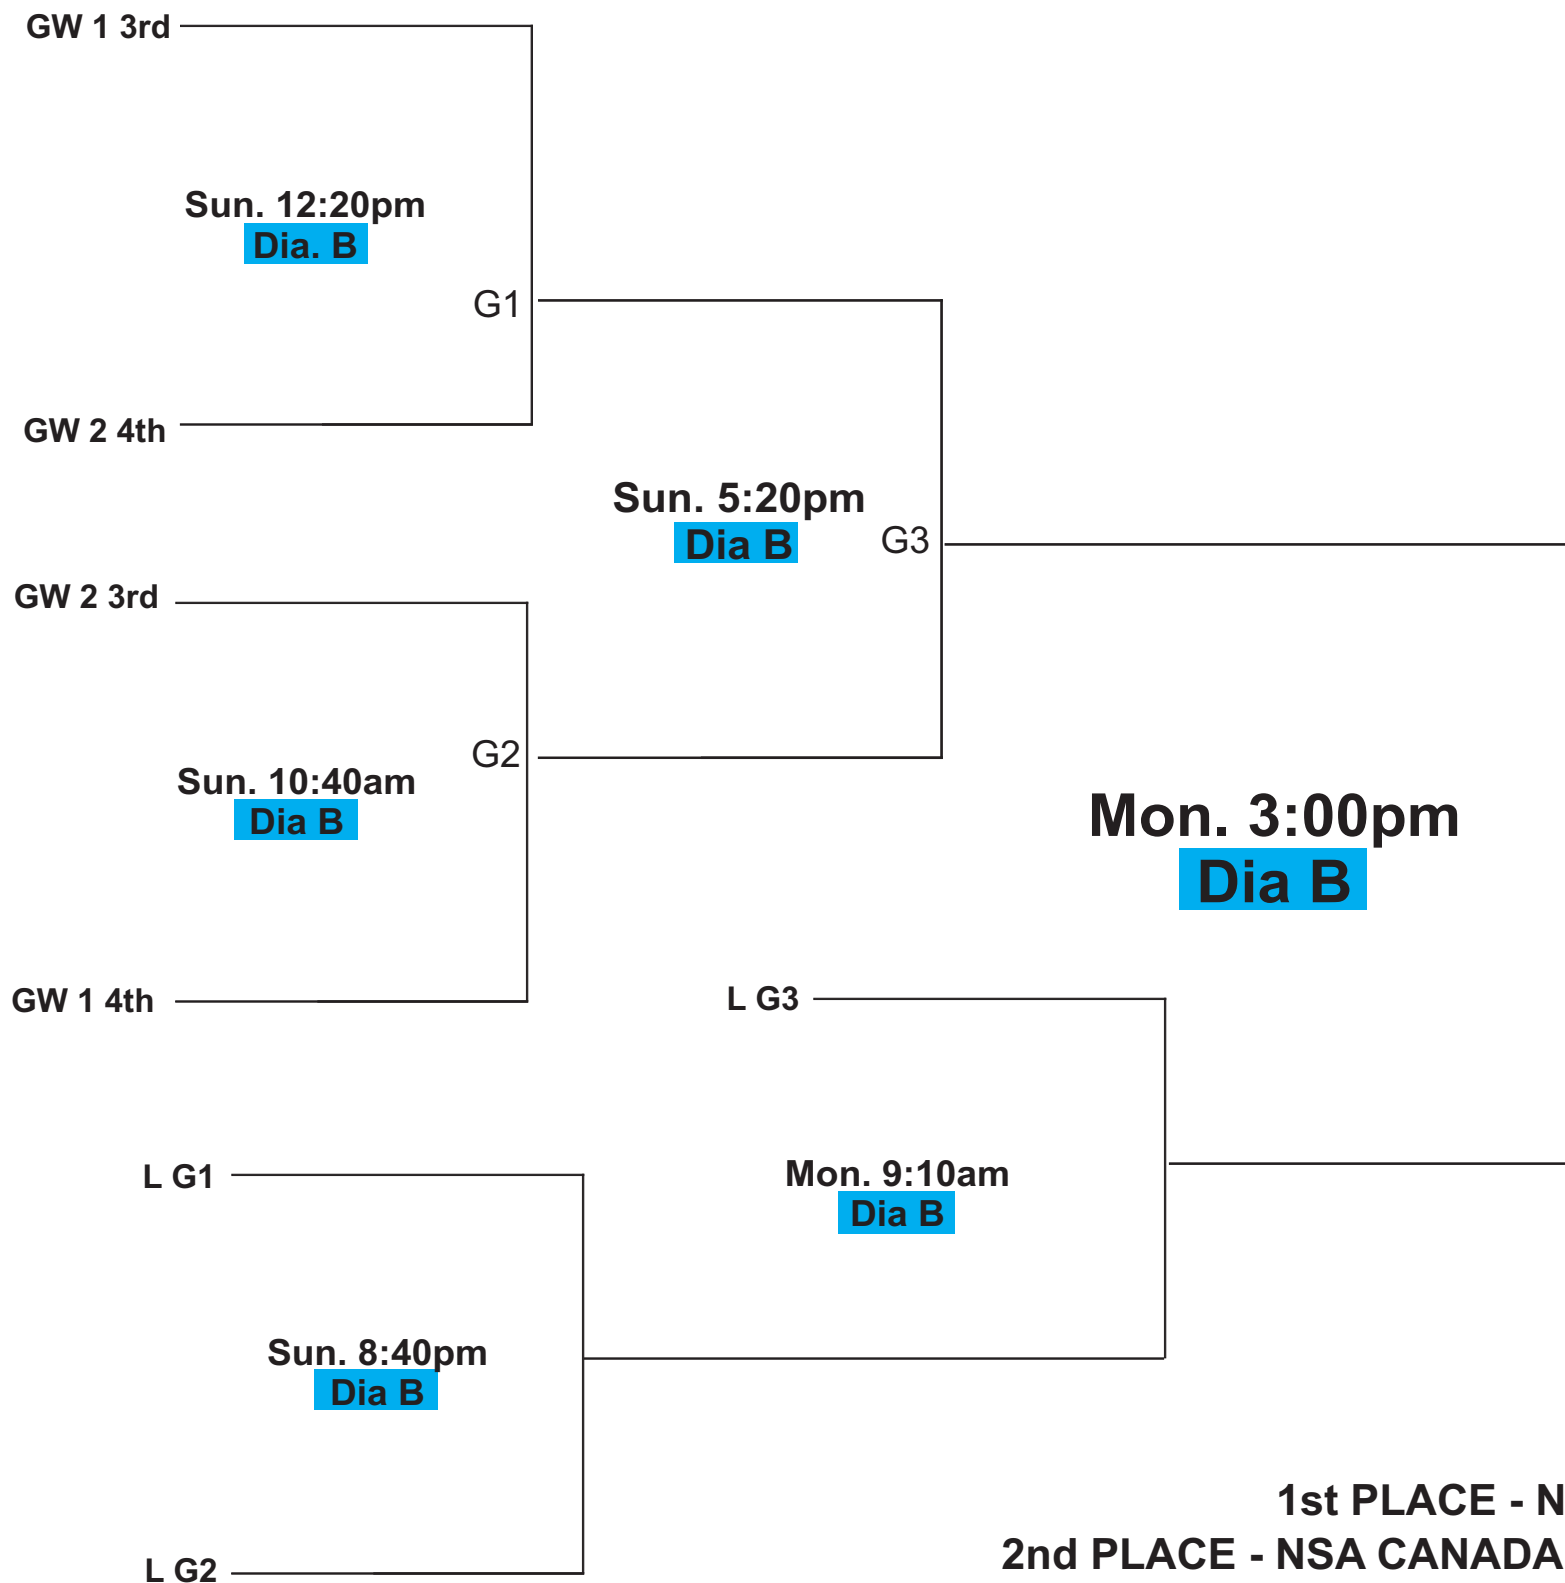 GW 1 3rd
Sun. 12:20pm
Dia. B
G1
GW 2 4th
Sun. 5:20pm
Dia B
G3
GW 2 3rd
G2
Sun. 10:40am
Dia B
Mon. 3:00pm
Dia B
GW 1 4th
L G3
L G1
Mon. 9:10am
Dia B
Sun. 8:40pm
Dia B
L G2
1st PLACE - N
2nd PLACE - NSA CANADA